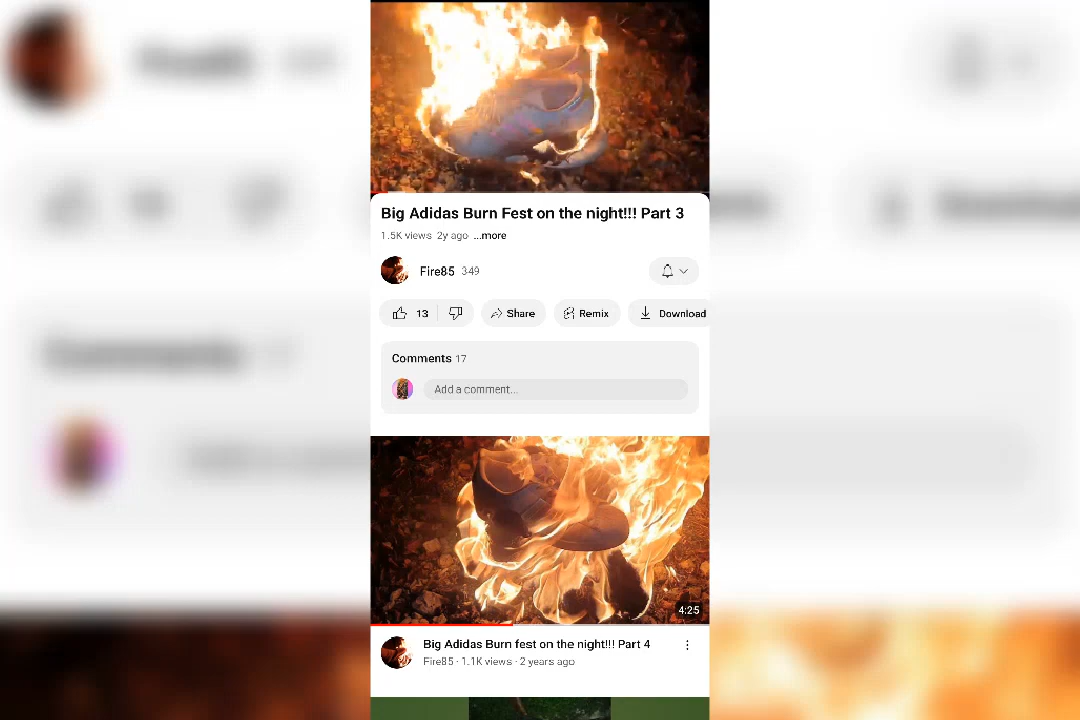 Big Adidas Burn Fest on the night!!! Part 3
1.5K views 2y ago ...more
Fire85 349
13 Share Remix Download
Comments 17
Add a comment...
4:25
Big Adidas Burn fest on the night!!! Part 4
Fire85 · 1.1K views · 2 years ago